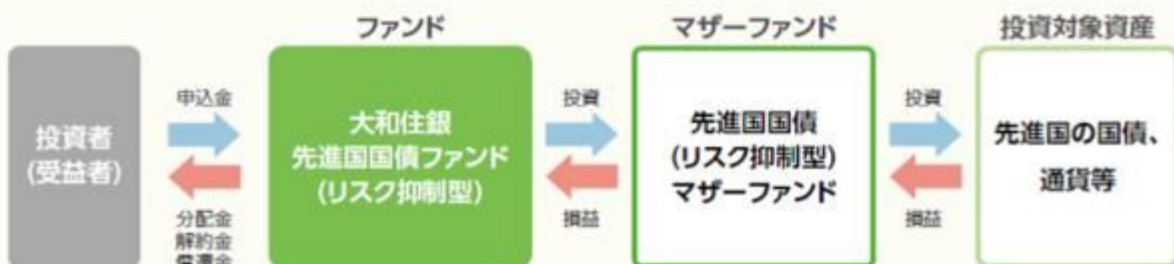 ファンド
マザーファンド
投資対象資産
投資者
(受益者)
申込金
分配金
解約金
大和住銀
先進国国債ファンド
(リスク抑制型)
投資
損益
先進国国債
(リスク抑制型)
マザーファンド
投資
損益
先進国の国債、
通貨等